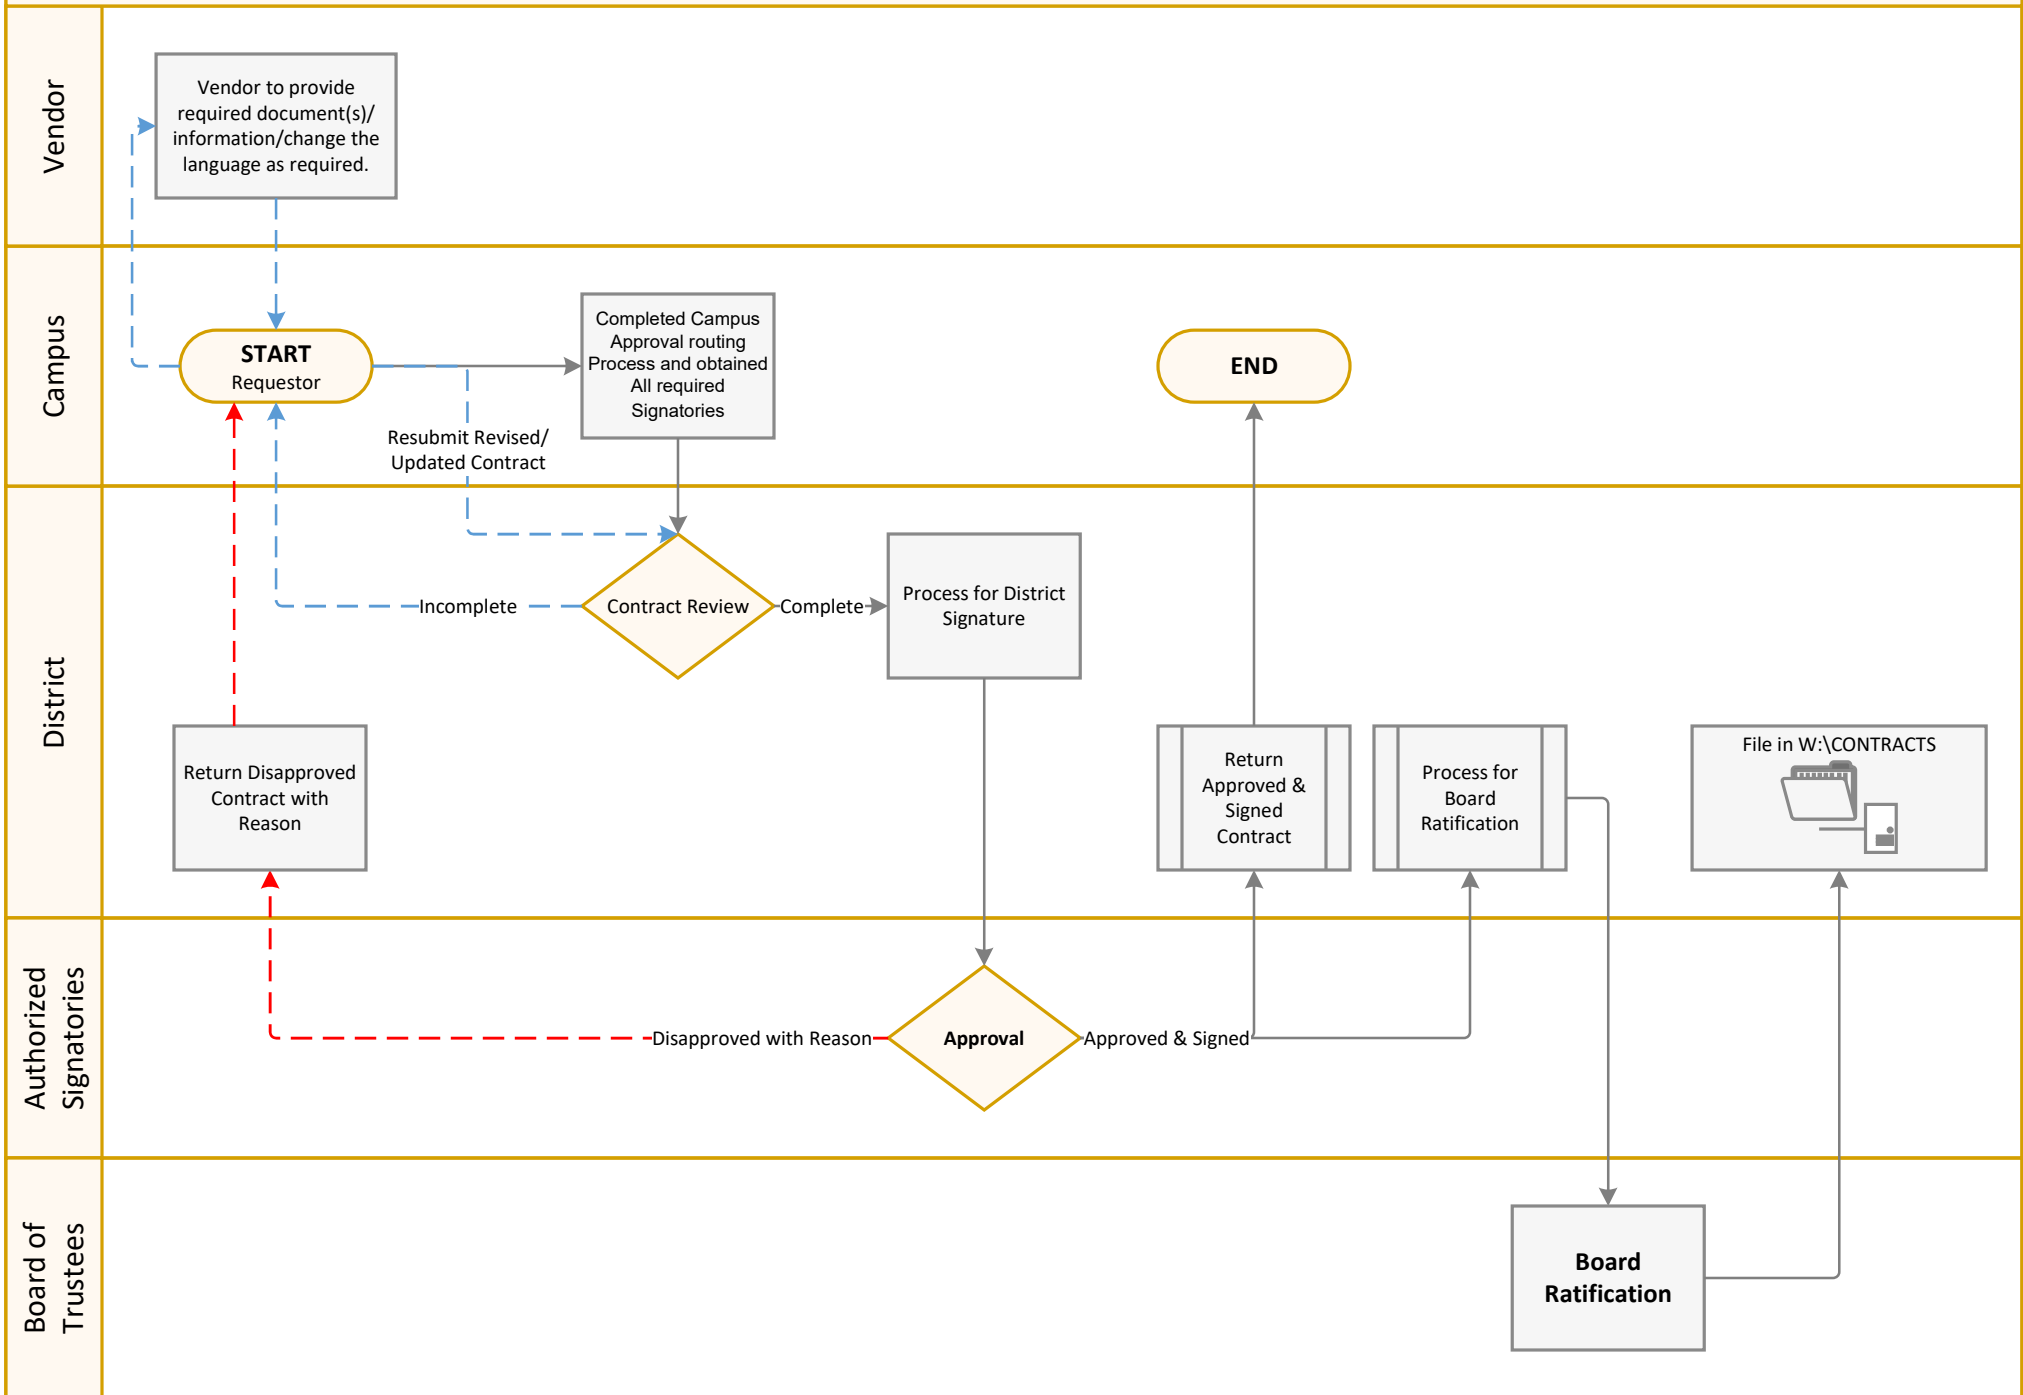 Vendor
Vendor to provide
required document(s)/
information/change the
language as required.
Campus
START
Requestor
Completed Campus
Approval routing
Process and obtained
All required
Signatories
END
Resubmit Revised/
Updated Contract
District
Incomplete
Contract Review
Complete
Process for District
Signature
Return Disapproved
Contract with
Reason
Return
Approved &
Signed
Contract
Process for
Board
Ratification
File in W:\CONTRACTS
Authorized
Signatories
Disapproved with Reason
Approval
Approved & Signed
Board of
Trustees
Board
Ratification